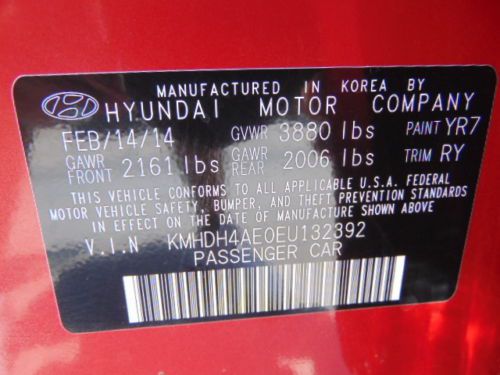 MANUFACTURED IN KOREA BY
HYUNDAI MOTOR COMPANY
FEB/14/14 GVWR 3880 lbs PAINT YR7
GAWR FRONT 2161 lbs GAWR REAR 2006 lbs TRIM RY
THIS VEHICLE CONFORMS TO ALL APPLICABLE U.S.A. FEDERAL
MOTOR VEHICLE SAFETY, BUMPER, AND THEFT PREVENTION STANDARDS
IN EFFECT ON THE DATE OF MANUFACTURE SHOWN ABOVE
V.I.N KMHDH4AE0EU132392
PASSENGER CAR